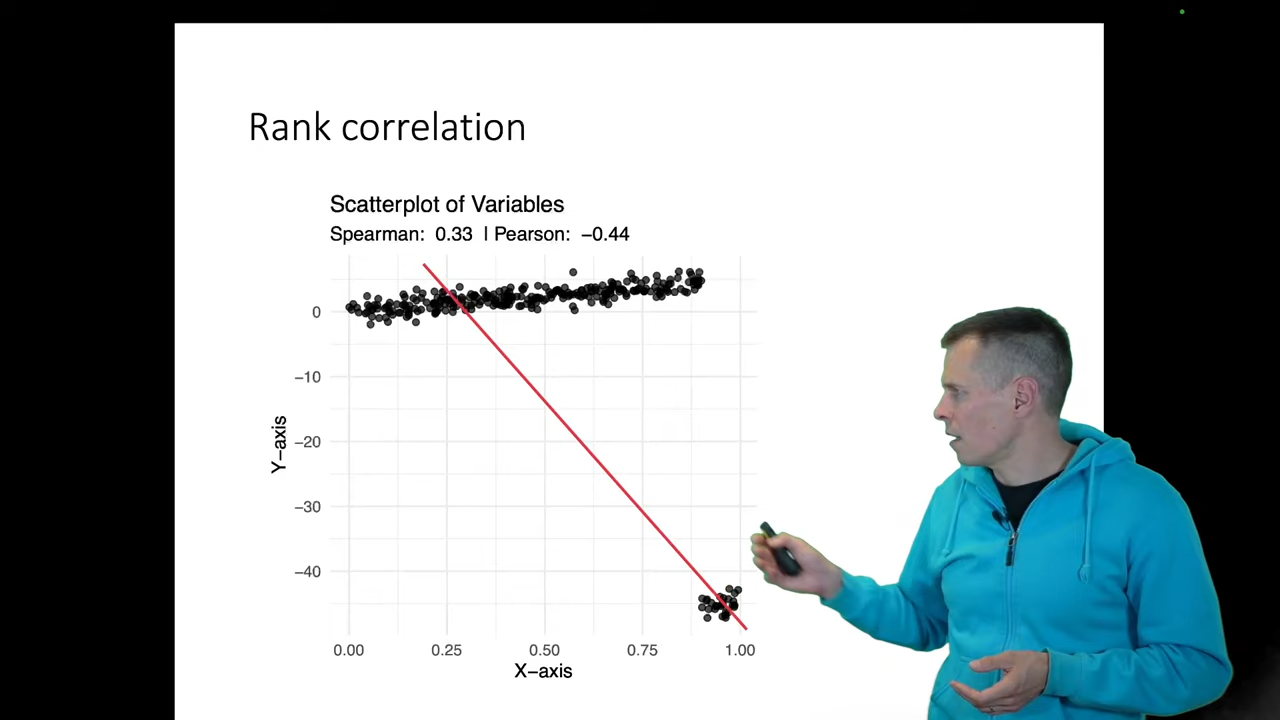 Rank correlation
Scatterplot of Variables
Spearman: 0.33 | Pearson: −0.44
0
−10
−20
−30
−40
Y−axis
0.00 0.25 0.50 0.75 1.00
X−axis